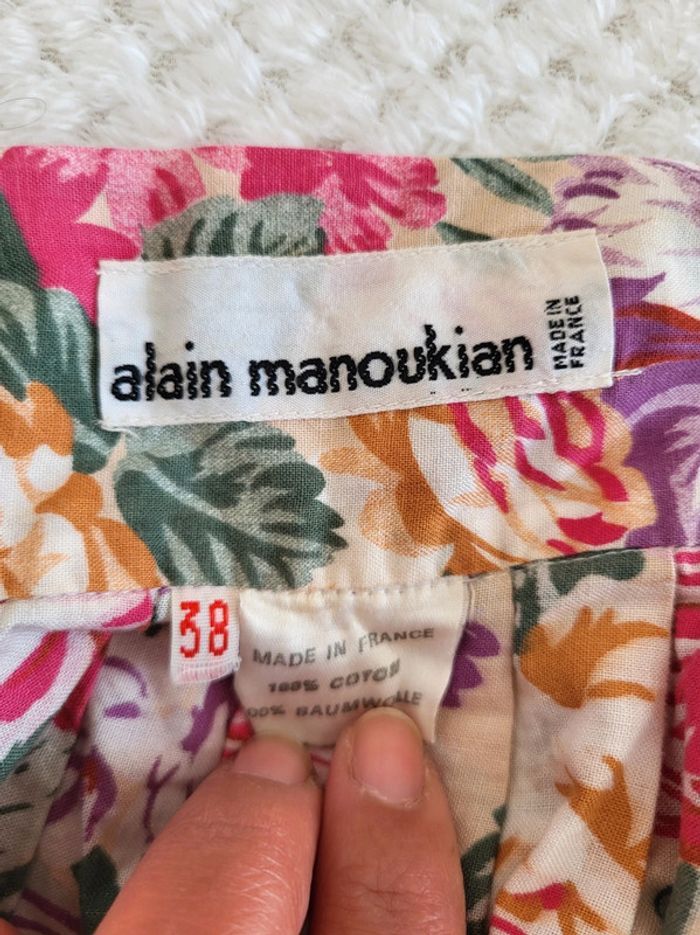 alain manoukian
MADE IN
FRANCE
38
MADE IN FRANCE
100% COTON
100% BAUMWOLLE